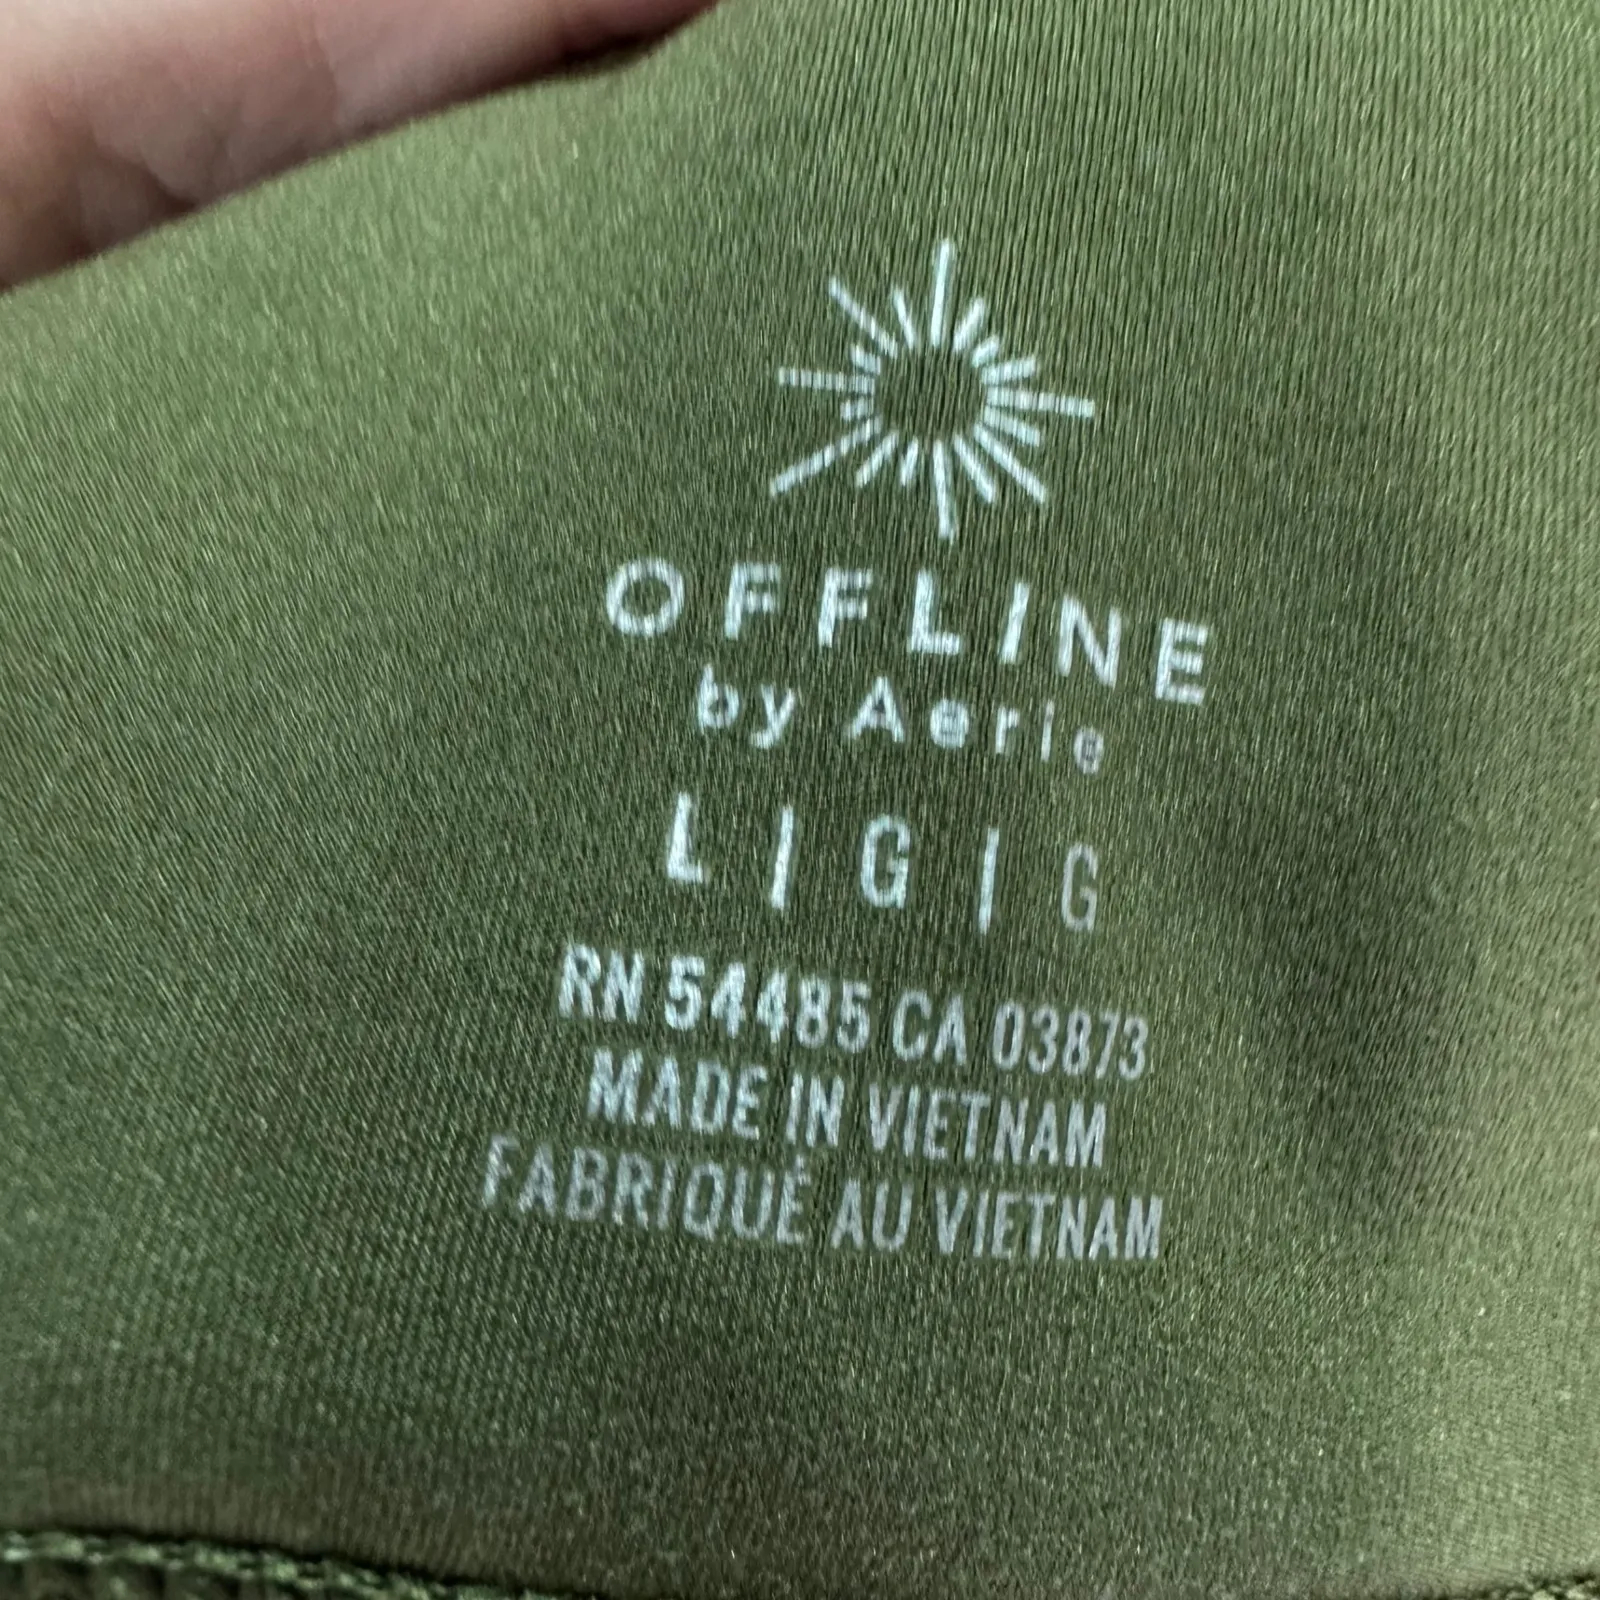 OFFLINE
by Aerie
L | G | G
RN 54485 CA 03873
MADE IN VIETNAM
FABRIQUÉ AU VIETNAM